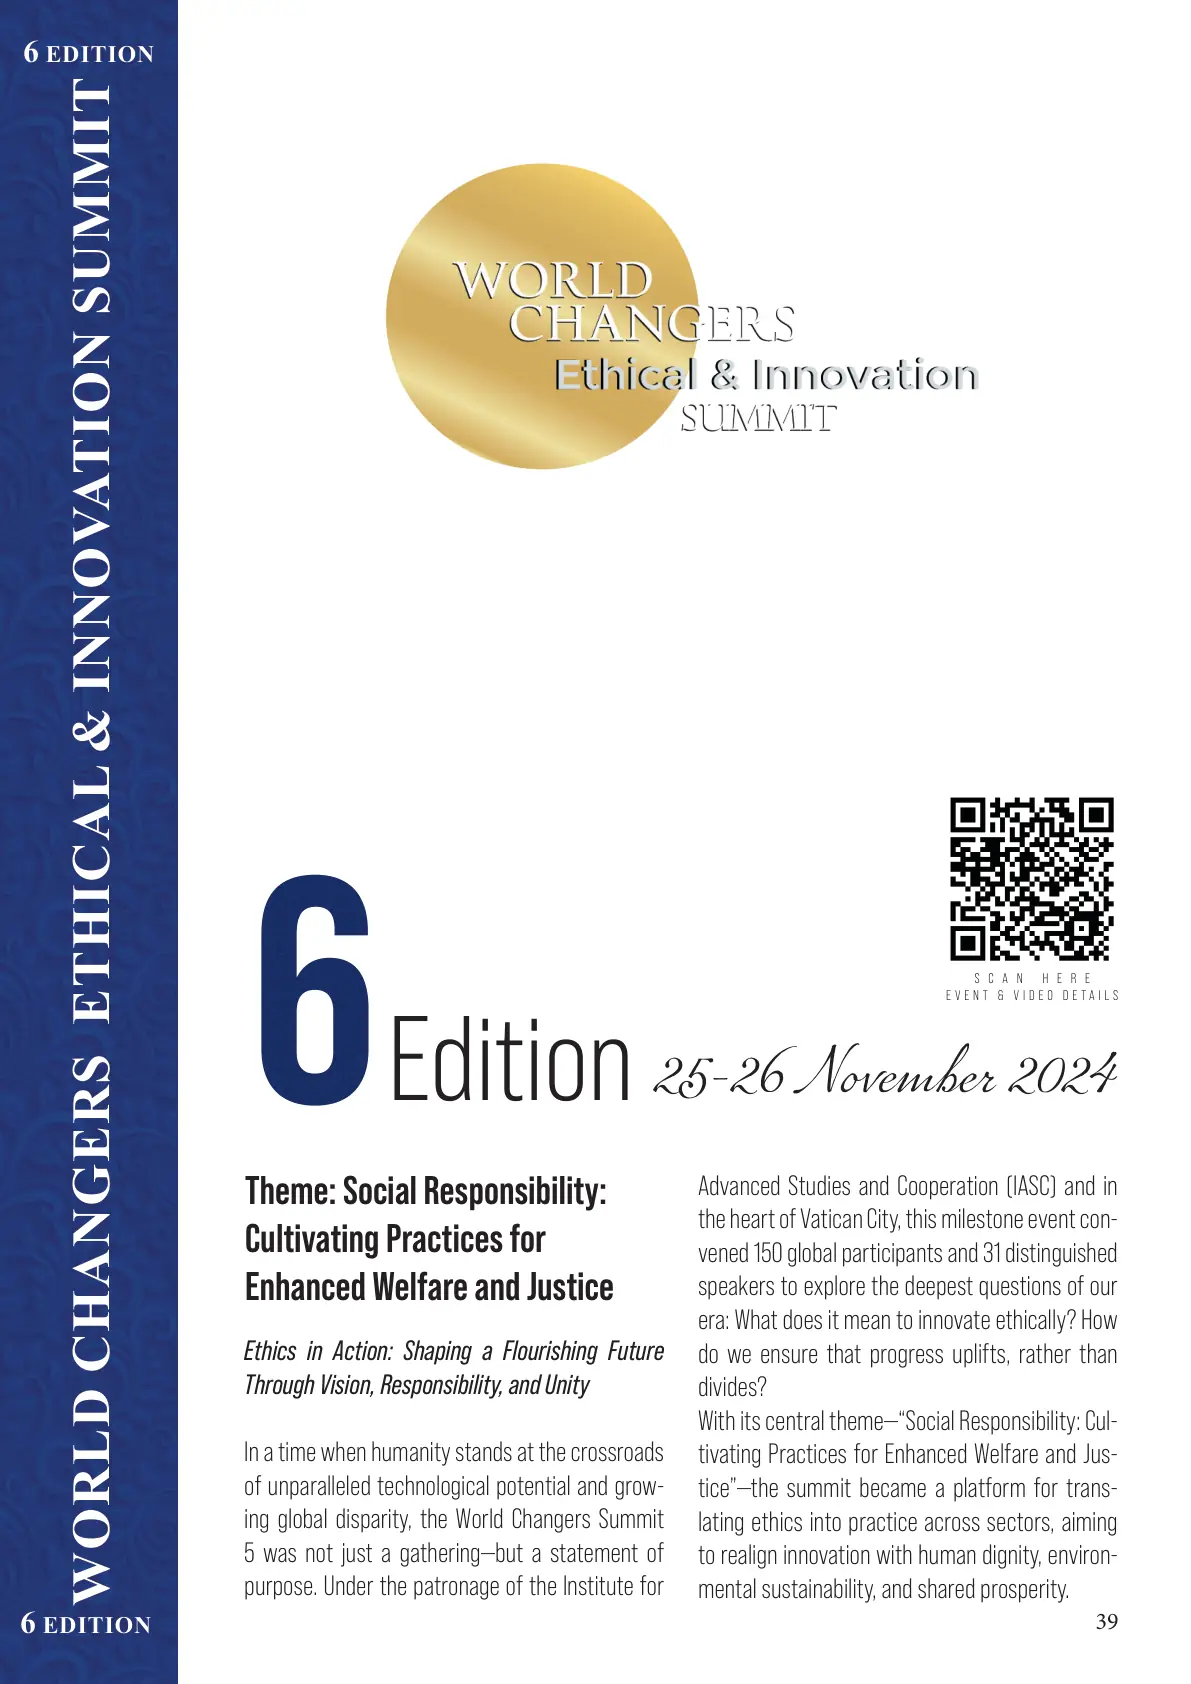 6 EDITION
WORLD CHANGERS ETHICAL & INNOVATION SUMMIT
6 EDITION
WORLD
CHANGERS
Ethical & Innovation
SUMMIT
SCAN HERE
EVENT & VIDEO DETAILS
6 Edition 25-26 November 2024
Theme: Social Responsibility:
Cultivating Practices for
Enhanced Welfare and Justice
Ethics in Action: Shaping a Flourishing Future
Through Vision, Responsibility, and Unity
In a time when humanity stands at the crossroads
of unparalleled technological potential and grow-
ing global disparity, the World Changers Summit
5 was not just a gathering—but a statement of
purpose. Under the patronage of the Institute for
Advanced Studies and Cooperation (IASC) and in
the heart of Vatican City, this milestone event con-
vened 150 global participants and 31 distinguished
speakers to explore the deepest questions of our
era: What does it mean to innovate ethically? How
do we ensure that progress uplifts, rather than
divides?
With its central theme—“Social Responsibility: Cul-
tivating Practices for Enhanced Welfare and Jus-
tice”—the summit became a platform for trans-
lating ethics into practice across sectors, aiming
to realign innovation with human dignity, environ-
mental sustainability, and shared prosperity.
39